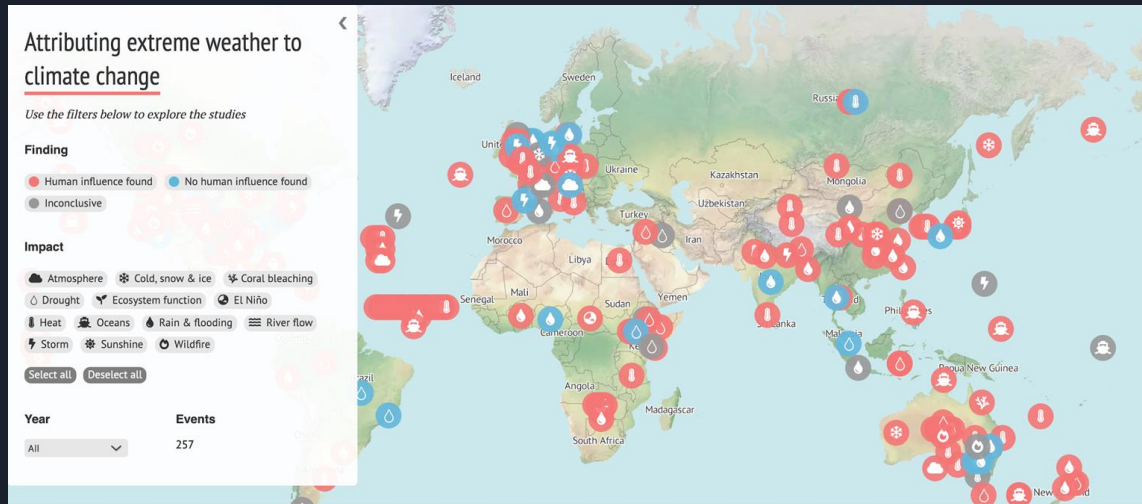 Attributing extreme weather to
climate change
Use the filters below to explore the studies
Finding
Human influence found
No human influence found
Inconclusive
Impact
Atmosphere
Cold, snow & ice
Coral bleaching
Drought
Ecosystem function
El Niño
Heat
Oceans
Rain & flooding
River flow
Storm
Sunshine
Wildfire
Select all
Deselect all
Year
Events
All
257
Iceland
Sweden
Russia
Unite
Ukraine
Kazakhstan
Mongolia
Uzbekistan
Turkey
Morocco
Iran
Libya
Mali
Senegal
Sudan
Yemen
Cameroon
Ke
Angola
Madagascar
South Africa
Papua New Guinea